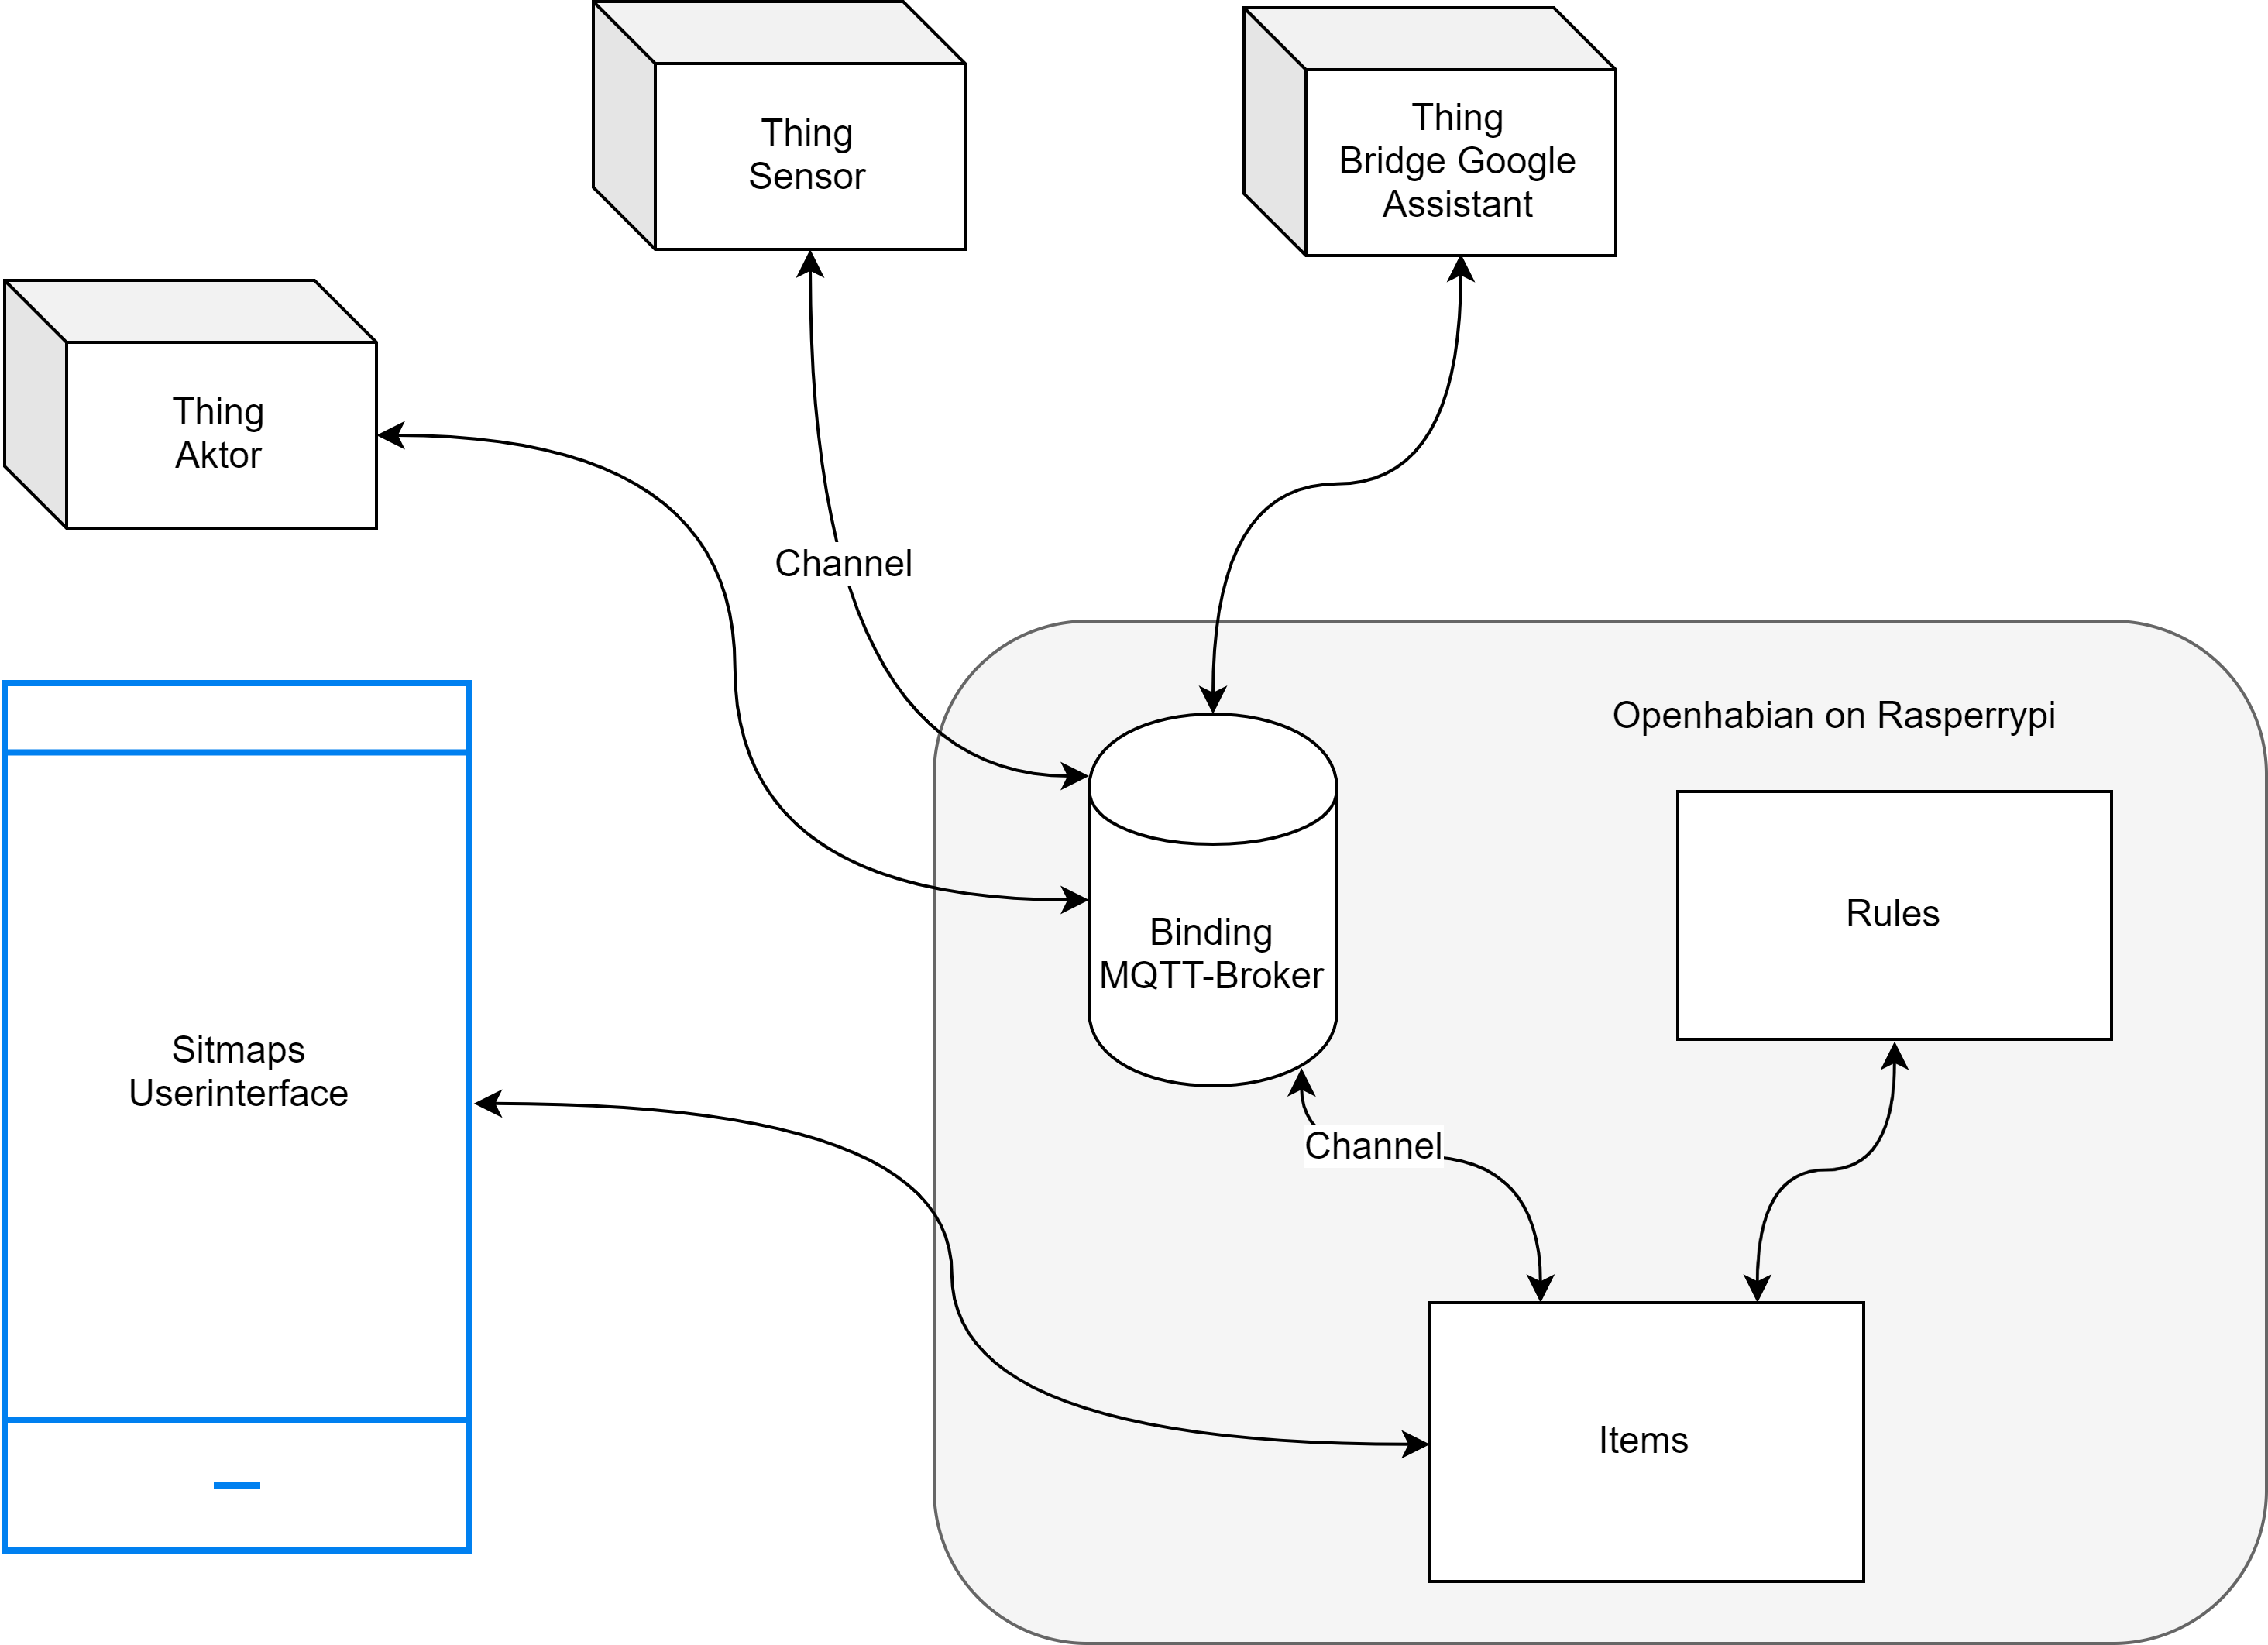 Thing
Sensor
Thing
Bridge Google
Assistant
Thing
Aktor
Channel
Openhabian on Rasperrypi
Binding
MQTT-Broker
Rules
Sitmaps
Userinterface
Channel
Items